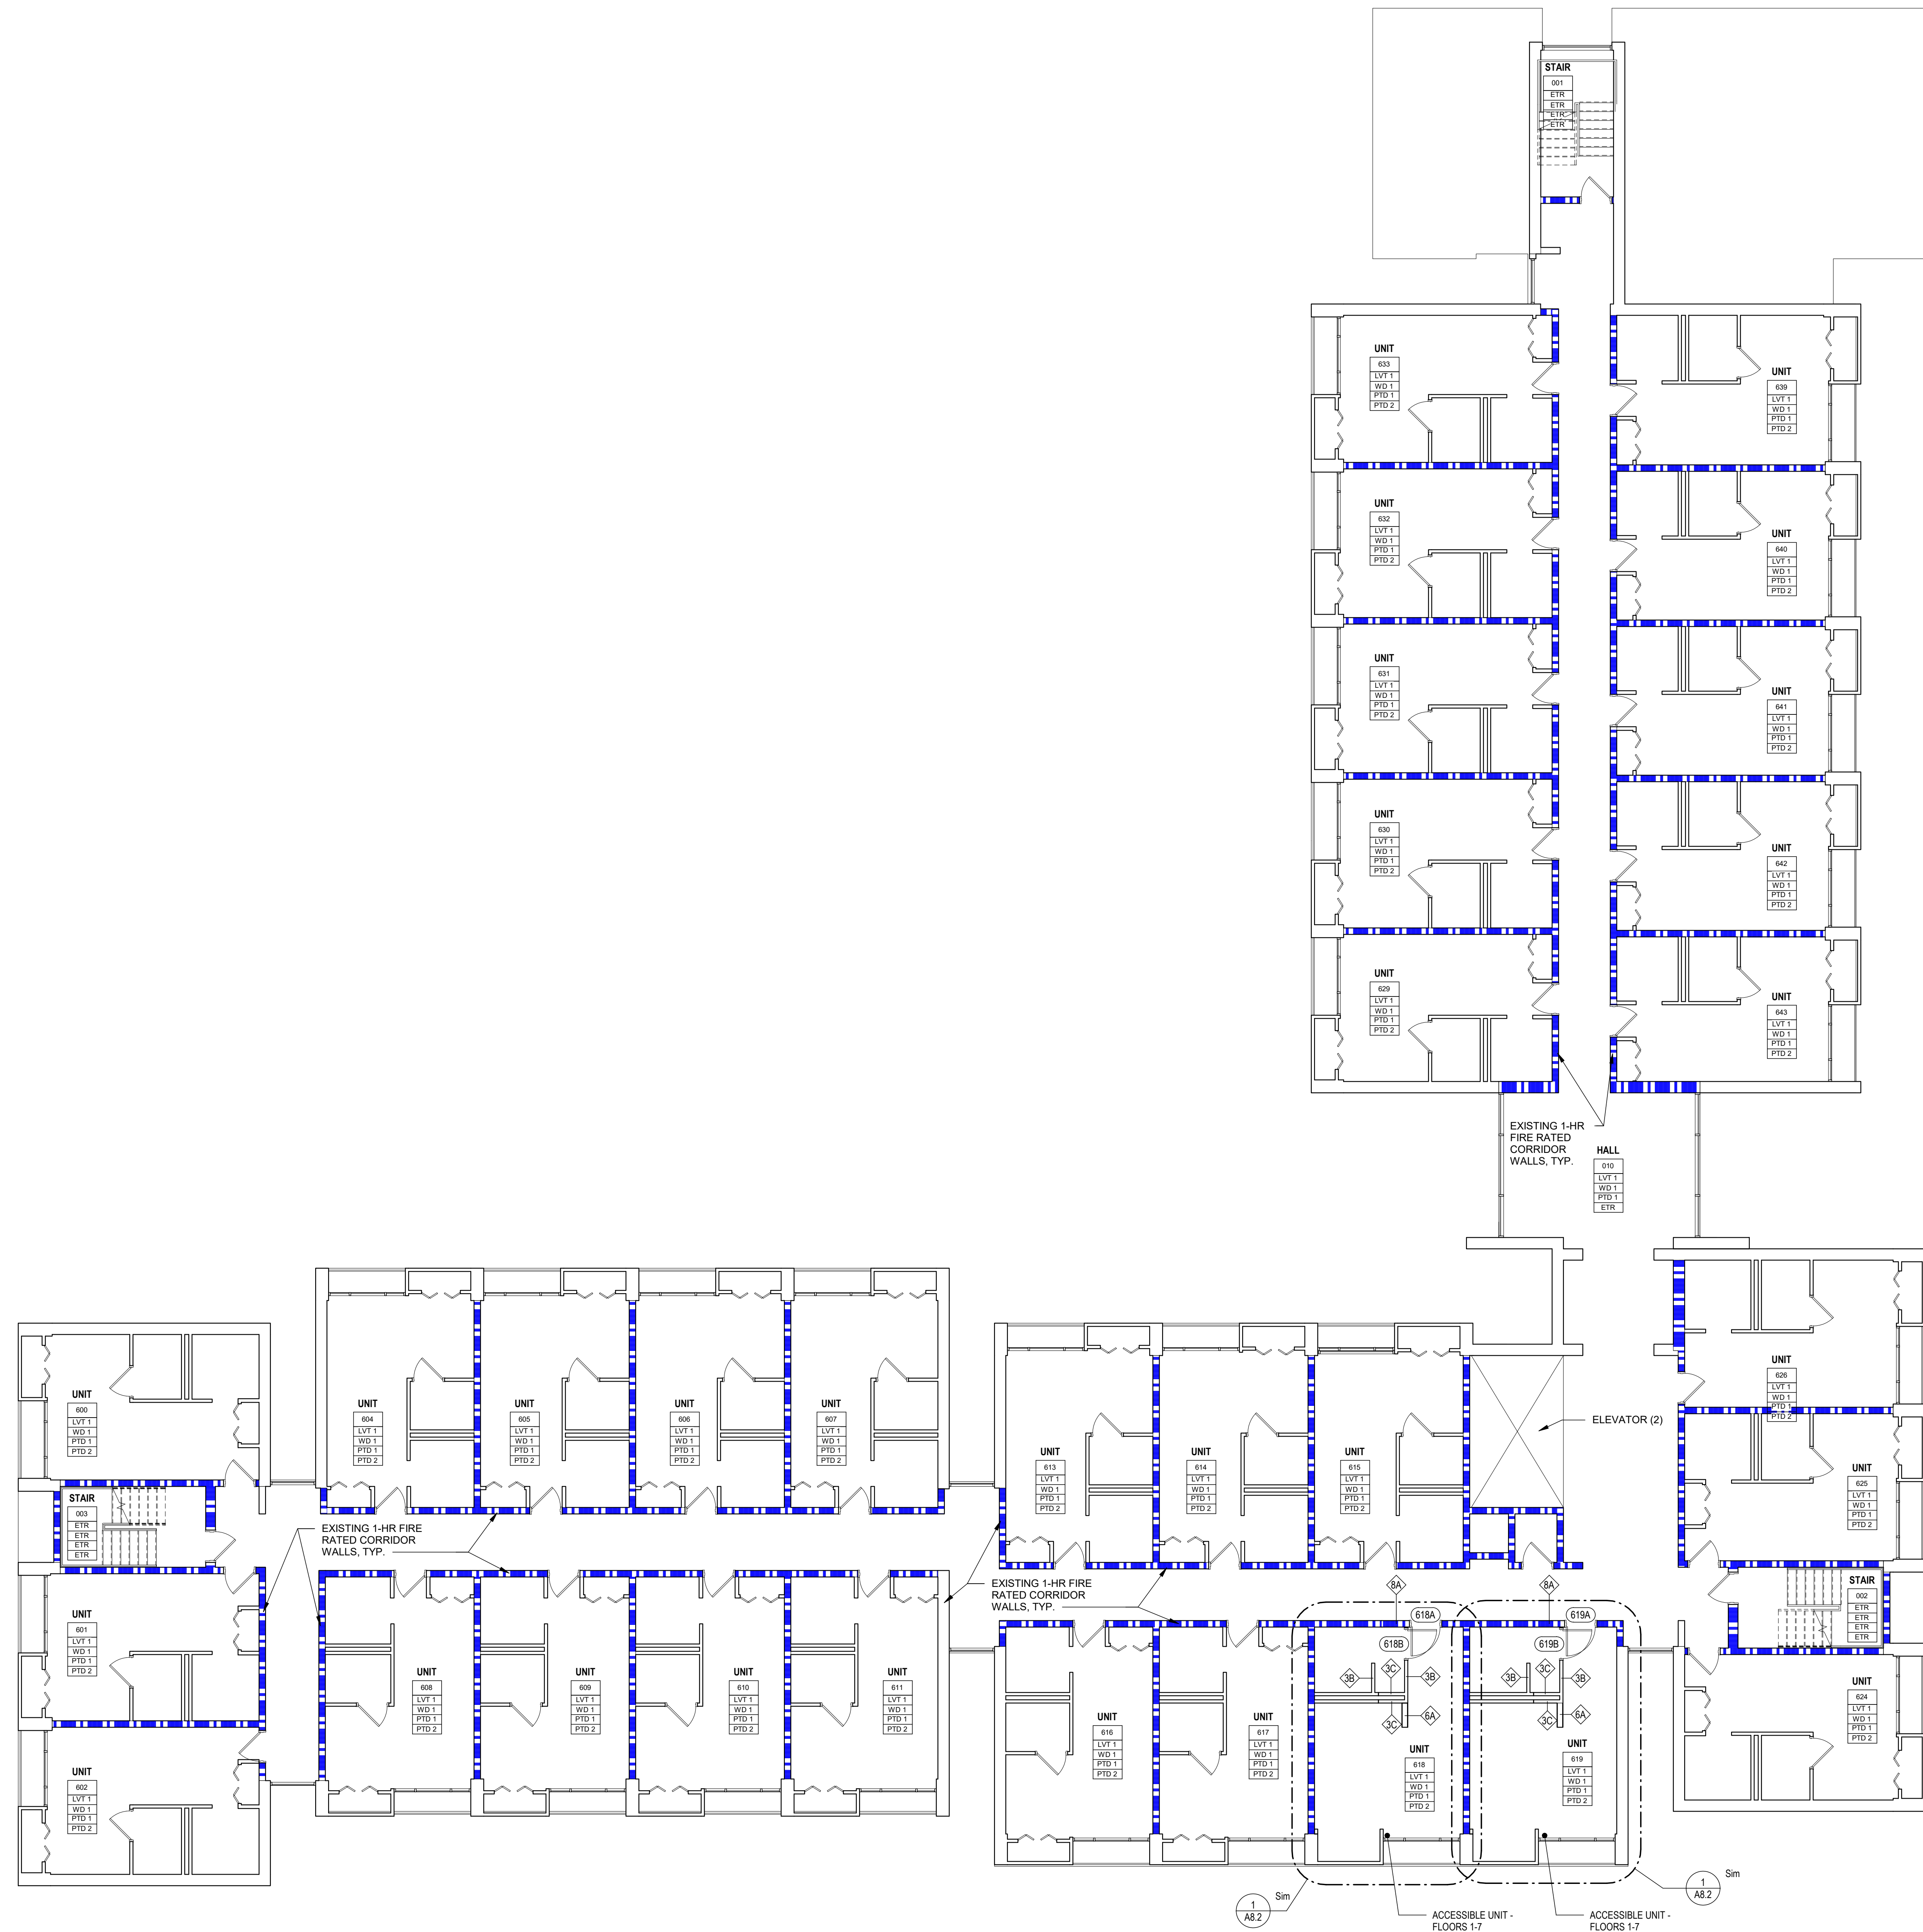 STAIR
001
ETR
ETR
ETR
ETR
UNIT
633
LVT 1
WD 1
PTD 1
PTD 2
UNIT
639
LVT 1
WD 1
PTD 1
PTD 2
UNIT
632
LVT 1
WD 1
PTD 1
PTD 2
UNIT
640
LVT 1
WD 1
PTD 1
PTD 2
UNIT
631
LVT 1
WD 1
PTD 1
PTD 2
UNIT
641
LVT 1
WD 1
PTD 1
PTD 2
UNIT
630
LVT 1
WD 1
PTD 1
PTD 2
UNIT
642
LVT 1
WD 1
PTD 1
PTD 2
UNIT
629
LVT 1
WD 1
PTD 1
PTD 2
UNIT
643
LVT 1
WD 1
PTD 1
PTD 2
EXISTING 1-HR
FIRE RATED
CORRIDOR
WALLS, TYP.
HALL
010
LVT 1
WD 1
PTD 1
ETR
UNIT
600
LVT 1
WD 1
PTD 1
PTD 2
UNIT
604
LVT 1
WD 1
PTD 1
PTD 2
UNIT
605
LVT 1
WD 1
PTD 1
PTD 2
UNIT
606
LVT 1
WD 1
PTD 1
PTD 2
UNIT
607
LVT 1
WD 1
PTD 1
PTD 2
UNIT
613
LVT 1
WD 1
PTD 1
PTD 2
UNIT
614
LVT 1
WD 1
PTD 1
PTD 2
UNIT
615
LVT 1
WD 1
PTD 1
PTD 2
ELEVATOR (2)
UNIT
626
LVT 1
WD 1
PTD 1
PTD 2
UNIT
625
LVT 1
WD 1
PTD 1
PTD 2
STAIR
003
ETR
ETR
ETR
ETR
EXISTING 1-HR FIRE
RATED CORRIDOR
WALLS, TYP.
EXISTING 1-HR FIRE
RATED CORRIDOR
WALLS, TYP.
STAIR
002
ETR
ETR
ETR
ETR
UNIT
601
LVT 1
WD 1
PTD 1
PTD 2
UNIT
602
LVT 1
WD 1
PTD 1
PTD 2
UNIT
608
LVT 1
WD 1
PTD 1
PTD 2
UNIT
609
LVT 1
WD 1
PTD 1
PTD 2
UNIT
610
LVT 1
WD 1
PTD 1
PTD 2
UNIT
611
LVT 1
WD 1
PTD 1
PTD 2
UNIT
616
LVT 1
WD 1
PTD 1
PTD 2
UNIT
617
LVT 1
WD 1
PTD 1
PTD 2
8A
618A
618B
3B
3C
3B
3C
6A
UNIT
618
LVT 1
WD 1
PTD 1
PTD 2
8A
619A
619B
3B
3C
3B
3C
6A
UNIT
619
LVT 1
WD 1
PTD 1
PTD 2
UNIT
624
LVT 1
WD 1
PTD 1
PTD 2
1
A8.2
Sim
1
A8.2
Sim
ACCESSIBLE UNIT -
FLOORS 1-7
ACCESSIBLE UNIT -
FLOORS 1-7